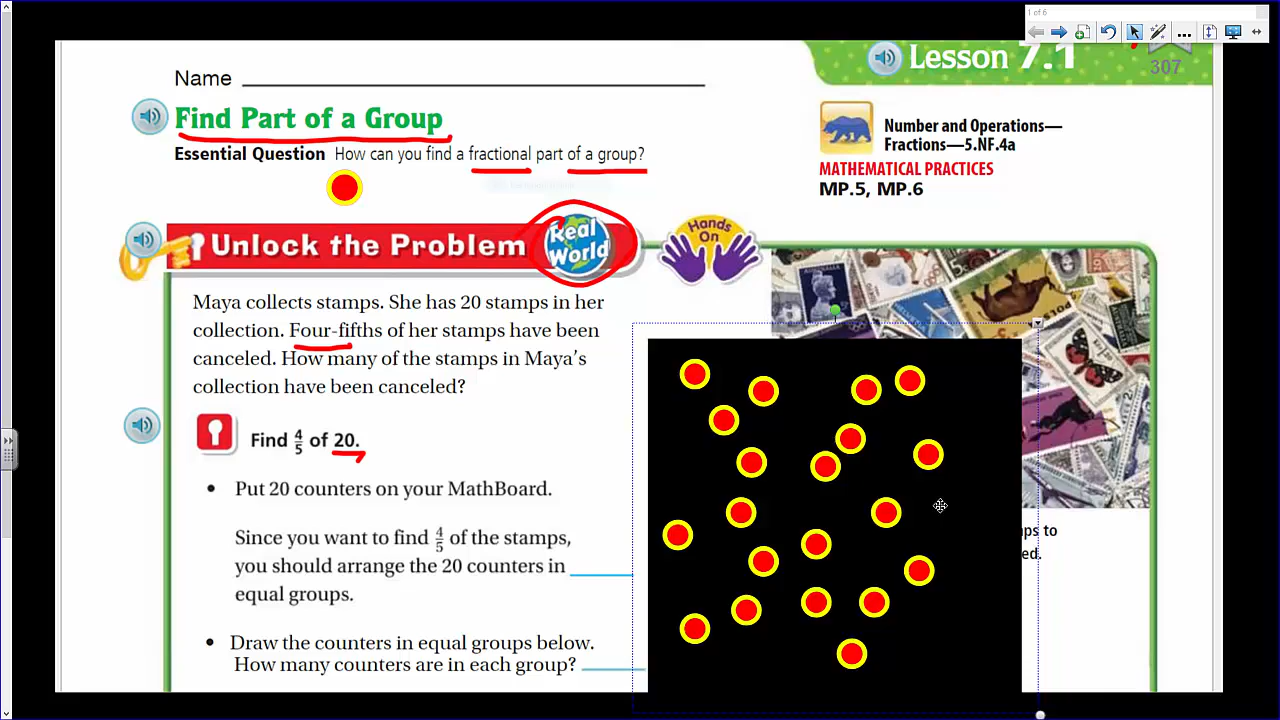 1 of 6
Lesson 7.1
307
Name
Find Part of a Group
Essential Question How can you find a fractional part of a group?
Number and Operations—
Fractions—5.NF.4a
MATHEMATICAL PRACTICES
MP.5, MP.6
Unlock the Problem
Real
World
Hands
On
Maya collects stamps. She has 20 stamps in her
collection. Four-fifths of her stamps have been
canceled. How many of the stamps in Maya's
collection have been canceled?
Find 4/5 of 20.
• Put 20 counters on your MathBoard.
Since you want to find 4/5 of the stamps,
you should arrange the 20 counters in
equal groups.
• Draw the counters in equal groups below.
How many counters are in each group?
to